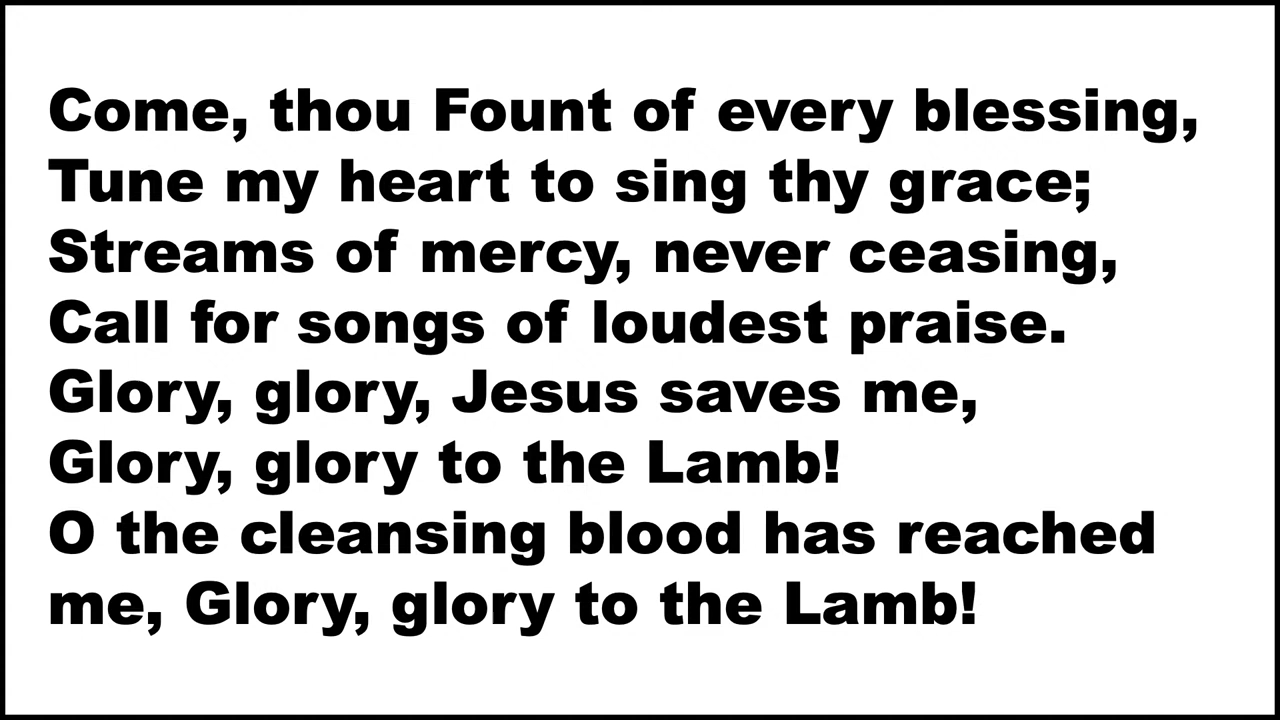 Come, thou Fount of every blessing,
Tune my heart to sing thy grace;
Streams of mercy, never ceasing,
Call for songs of loudest praise.
Glory, glory, Jesus saves me,
Glory, glory to the Lamb!
O the cleansing blood has reached
me, Glory, glory to the Lamb!